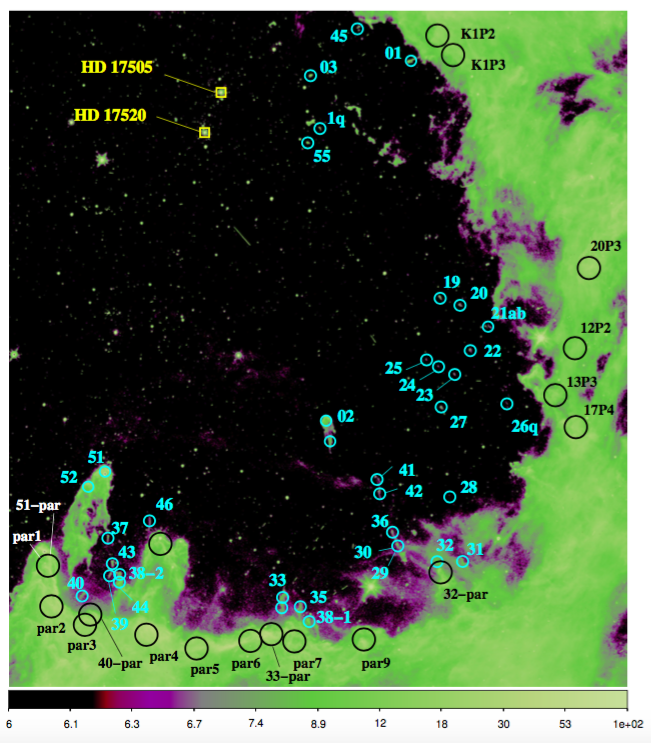 45
K1P2
01
K1P3
HD 17505
03
HD 17520
1q
55
20P3
19
20
21ab
12P2
22
25
24
23
13P3
02
27
26q
17P4
51
52
41
42
28
51-par
46
par1
37
36
43
30
29
32
31
38-2
40
44
39
33
35
38-1
32-par
par2
par3
40-par
par4
par5
par6
33-par
par7
par9
6 6.1 6.3 6.7 7.4 8.9 12 18 30 53 1e+02